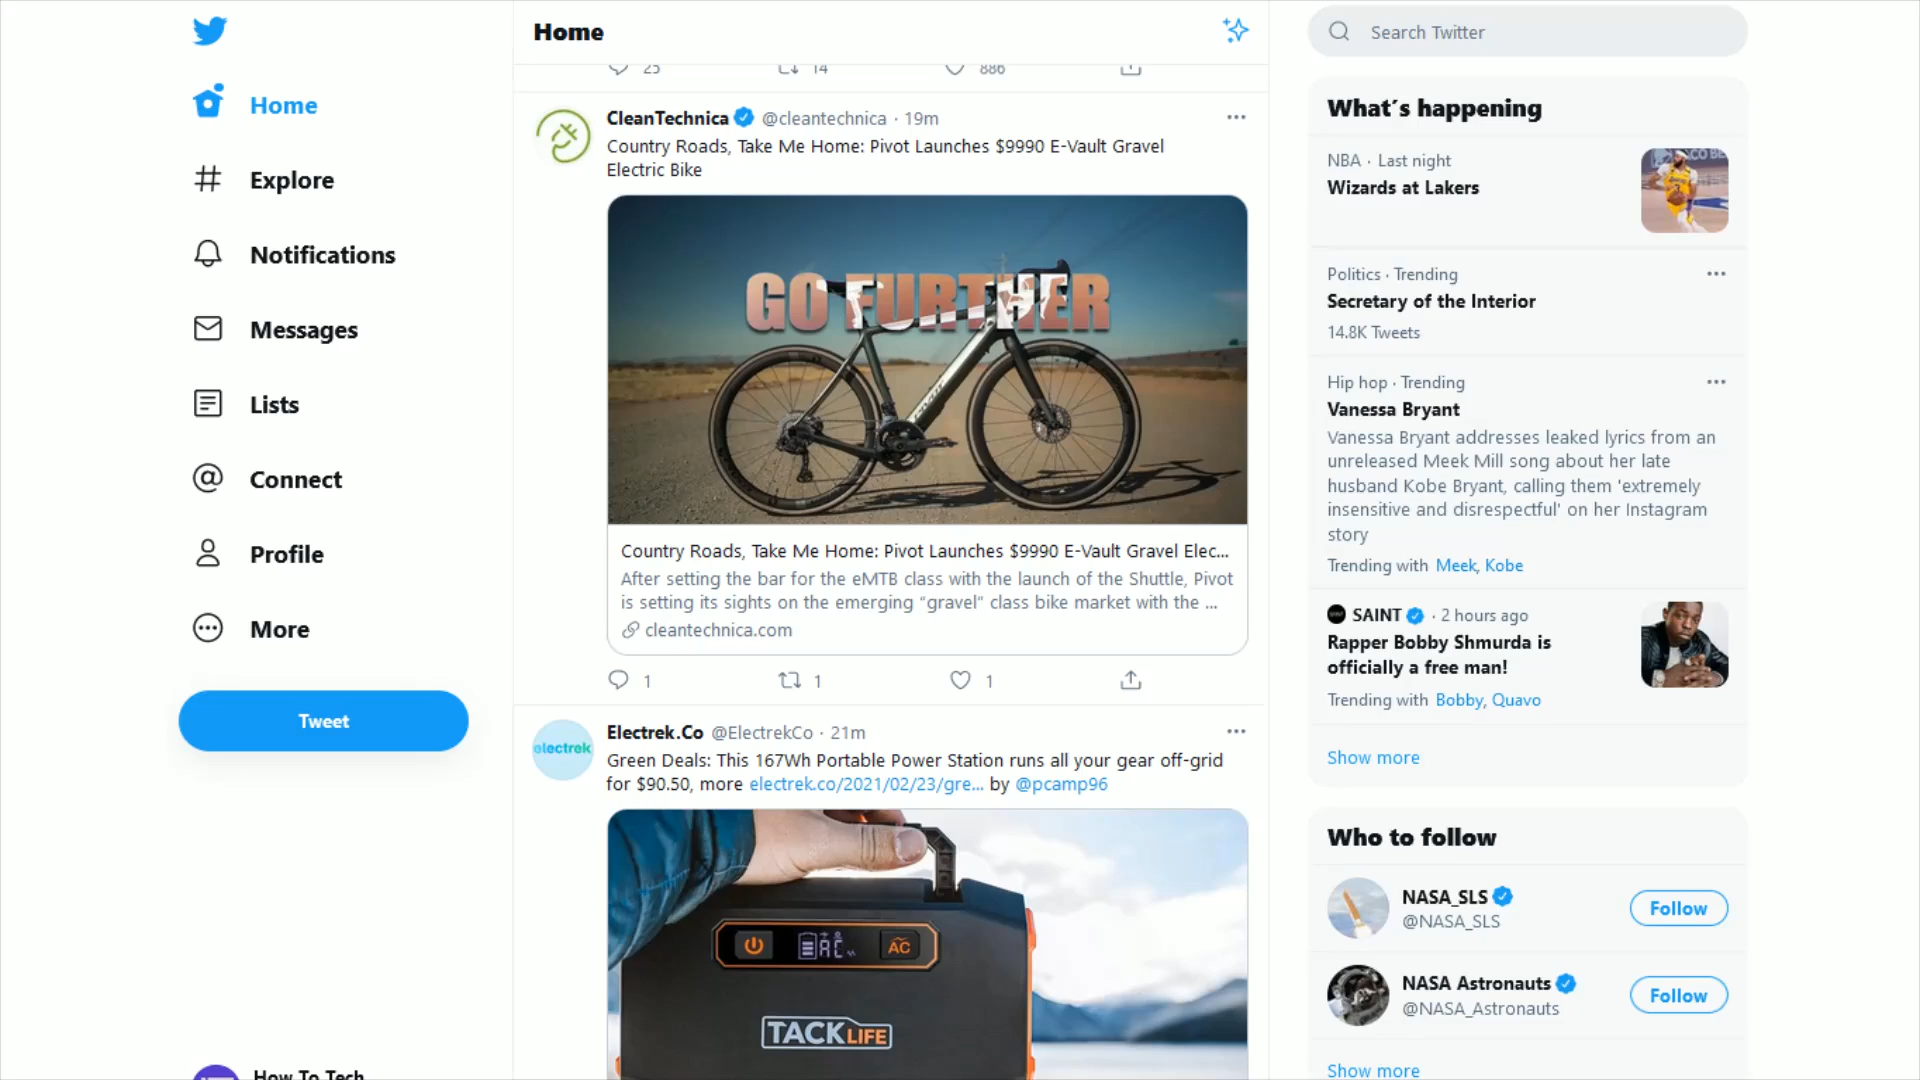 Home
Explore
Notifications
Messages
Lists
Connect
Profile
More
Tweet
How To Tech
Home
25 14 886
CleanTechnica @cleantechnica · 19m
Country Roads, Take Me Home: Pivot Launches $9990 E-Vault Gravel
Electric Bike
GO FURTHER
PIVOT
Country Roads, Take Me Home: Pivot Launches $9990 E-Vault Gravel Elec...
After setting the bar for the eMTB class with the launch of the Shuttle, Pivot
is setting its sights on the emerging “gravel” class bike market with the ...
cleantechnica.com
1 1 1
electrek
Electrek.Co @ElectrekCo · 21m
Green Deals: This 167Wh Portable Power Station runs all your gear off-grid
for $90.50, more electrek.co/2021/02/23/gre... by @pcamp96
AC AC
TACKLIFE
Search Twitter
What's happening
NBA · Last night
Wizards at Lakers
Politics · Trending
Secretary of the Interior
14.8K Tweets
Hip hop · Trending
Vanessa Bryant
Vanessa Bryant addresses leaked lyrics from an
unreleased Meek Mill song about her late
husband Kobe Bryant, calling them 'extremely
insensitive and disrespectful' on her Instagram
story
Trending with Meek, Kobe
SAINT · 2 hours ago
Rapper Bobby Shmurda is
officially a free man!
Trending with Bobby, Quavo
Show more
Who to follow
NASA_SLS
@NASA_SLS
Follow
NASA Astronauts
@NASA_Astronauts
Follow
Show more